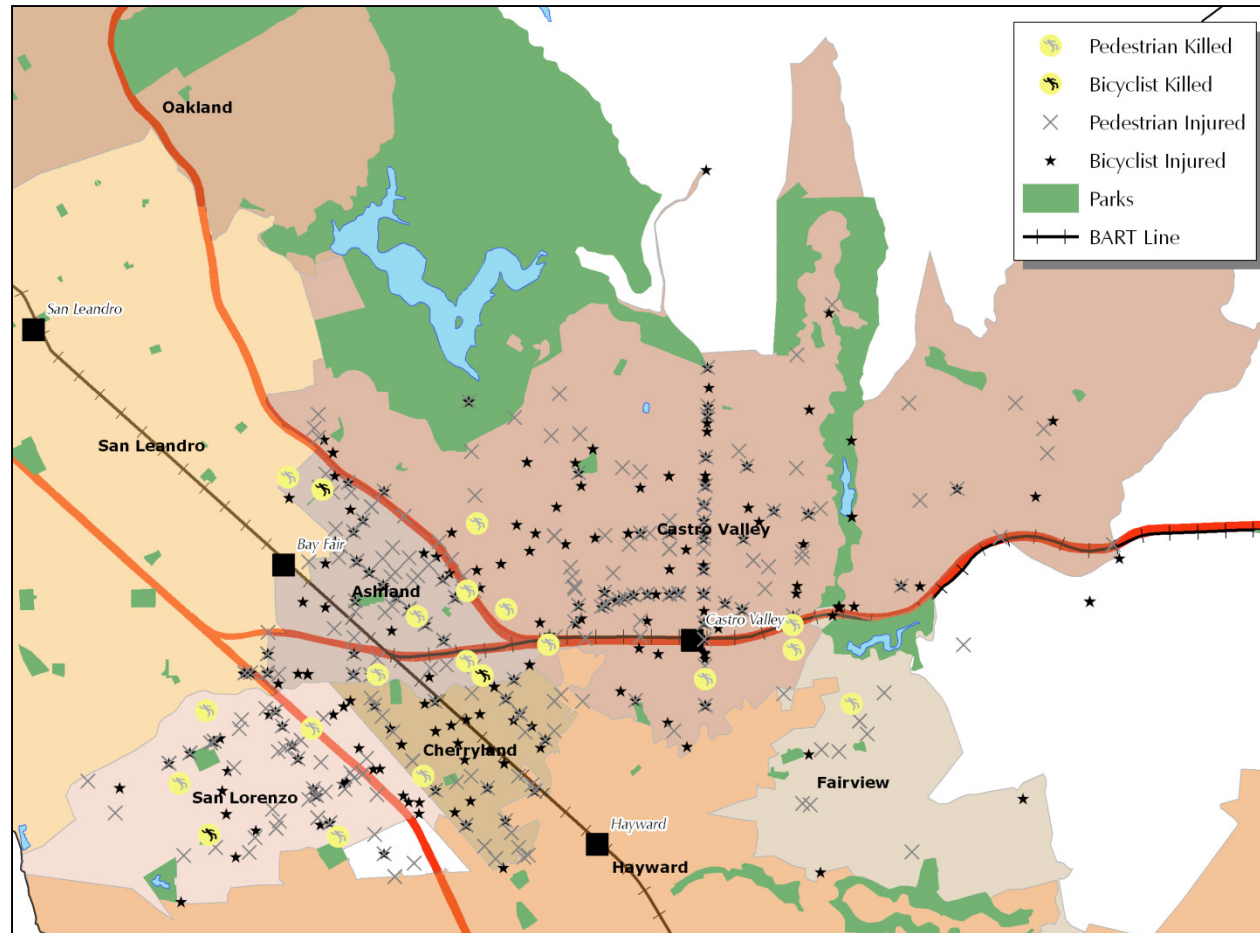 Pedestrian Killed
Bicyclist Killed
Pedestrian Injured
Bicyclist Injured
Parks
BART Line
Oakland
San Leandro
San Leandro
Bay Fair
Castro Valley
Ashland
Castro Valley
Cherryland
Fairview
San Lorenzo
Hayward
Hayward